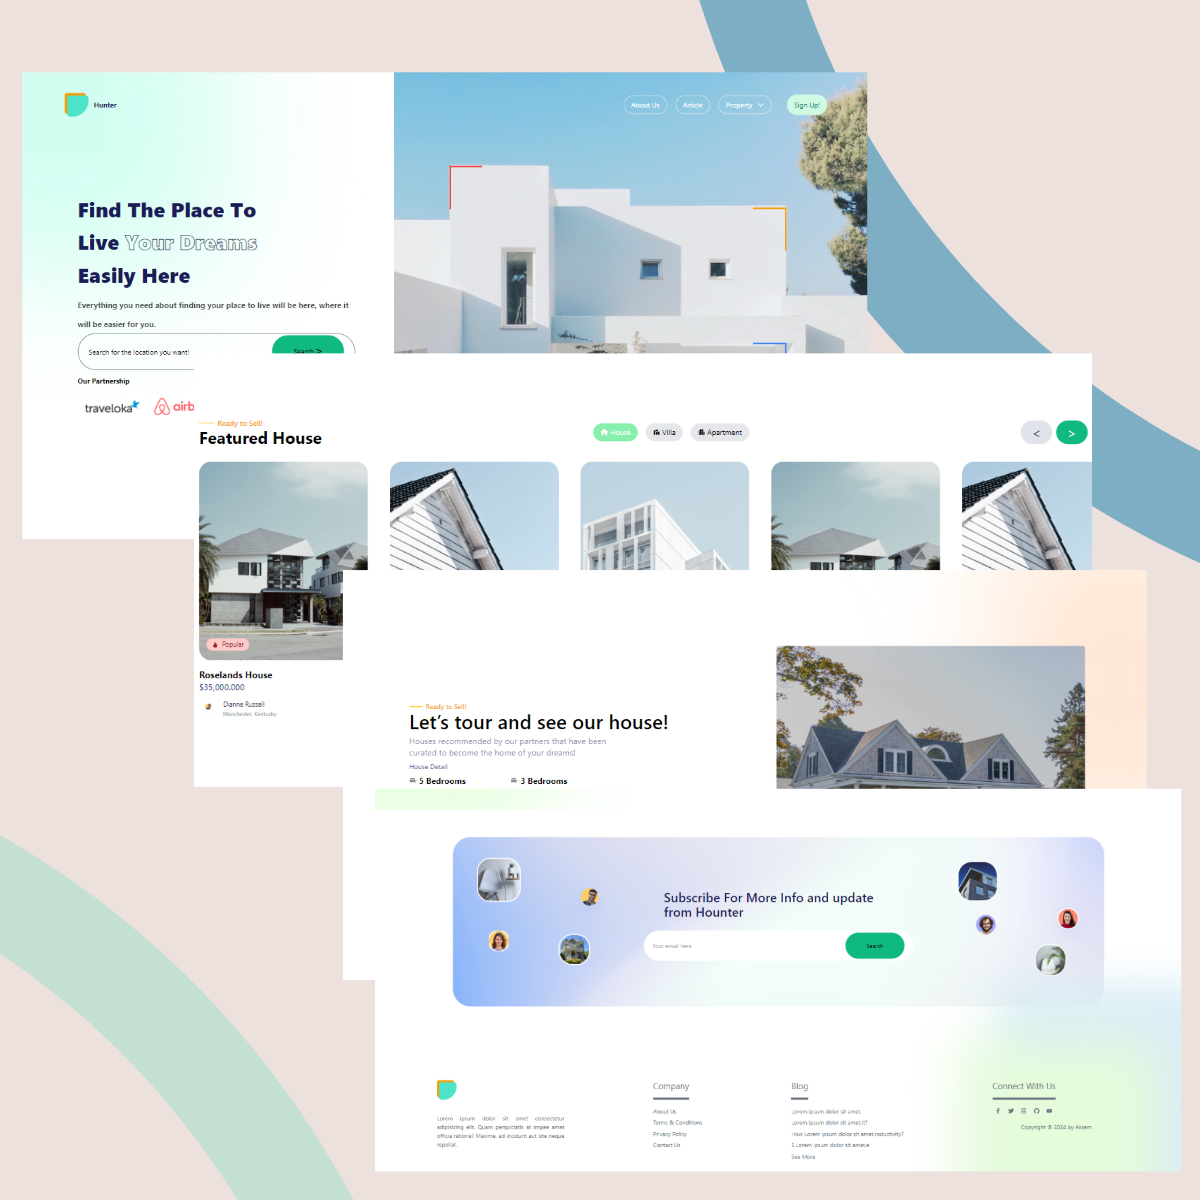 Hunter
About Us
Article
Property
Sign Up!
Find The Place To
Live Your Dreams
Easily Here
Everything you need about finding your place to live will be here, where it
will be easier for you.
Search for the location you want!
Search >
Our Partnership
traveloka
airb
Ready to Sell!
Featured House
House
Villa
Apartment
<
>
Popular
Roselands House
$35,000.000
Dianne Russell
Manchester, Kentucky
Ready to Sell!
Let's tour and see our house!
Houses recommended by our partners that have been
curated to become the home of your dreams!
House Detail
5 Bedrooms
3 Bedrooms
Subscribe For More Info and update
from Hounter
Your email here
Search
Lorem ipsum dolor sit amet consectetur
adipisicing elit. Quam perspiciatis at impee amet
officia ratione? Maxime, ad incidunt aut iste neque
repellat.
Company
About Us
Terms & Conditions
Privacy Policy
Contact Us
Blog
Lorem ipsum dolor sit amet.
Lorem ipsum dolor sit amet.
How Lorem ipsum dolor sit amet.roductivity?
Lorem ipsum dolor sit amet.e
See More
Connect With Us
Copyright ® 2024 by Assem